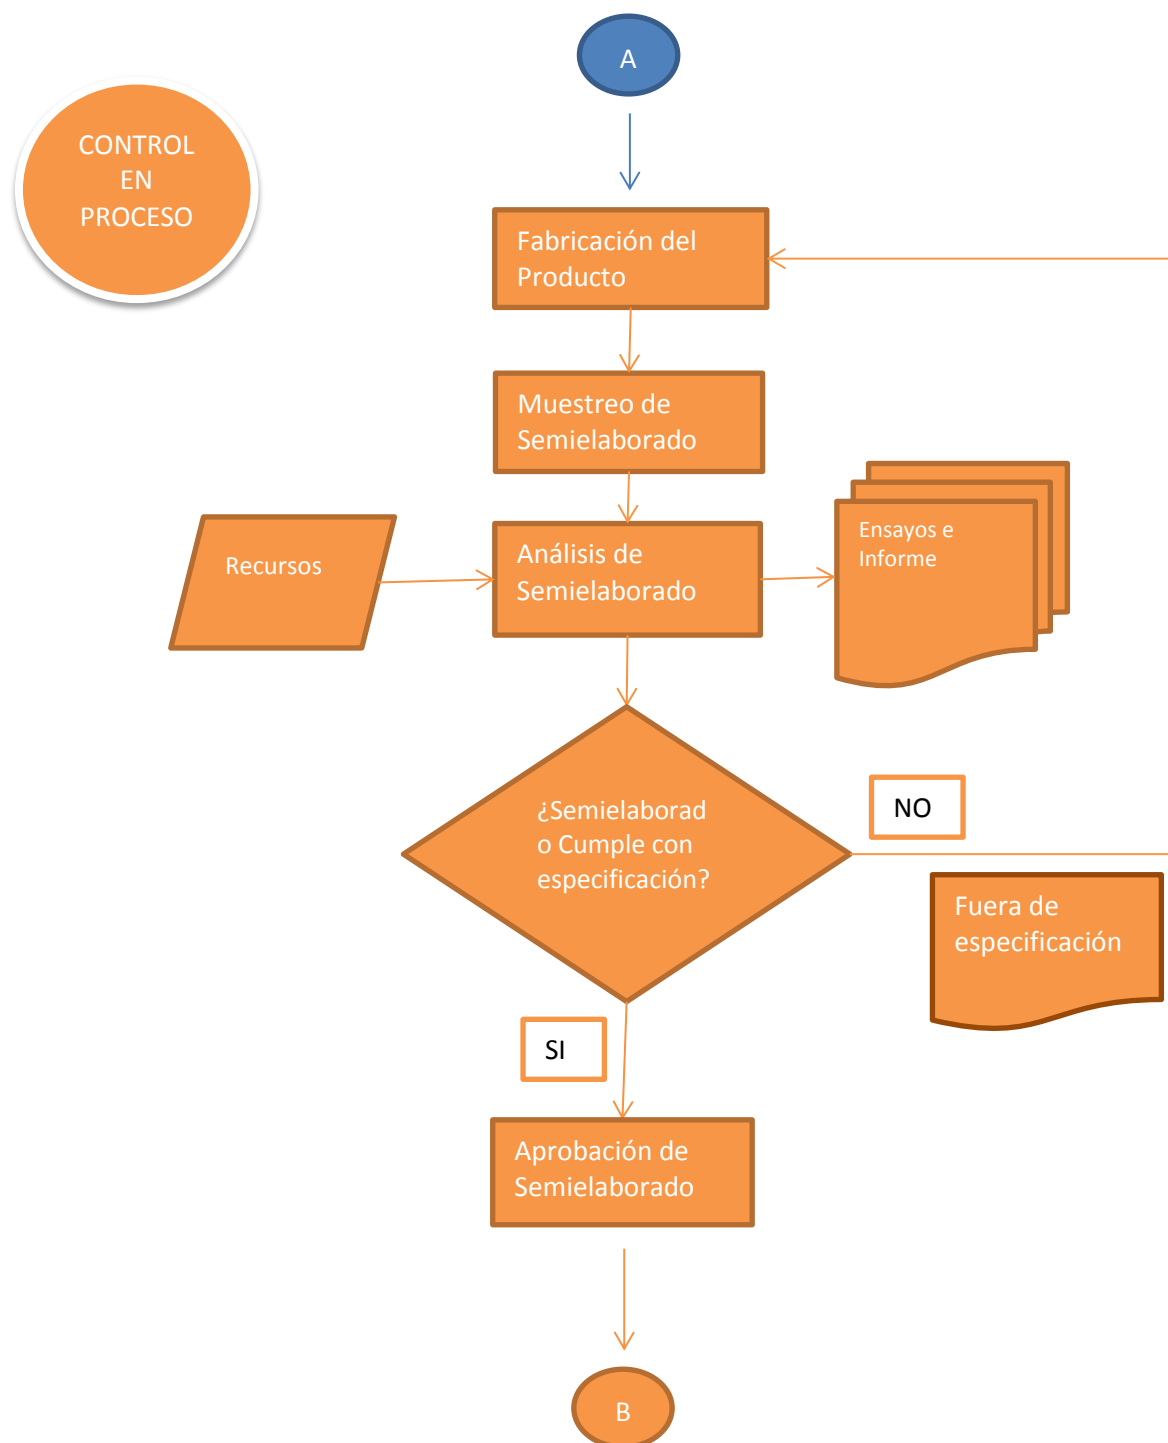 A
CONTROL
EN
PROCESO
Fabricación del
Producto
Muestreo de
Semielaborado
Recursos
Análisis de
Semielaborado
Ensayos e
Informe
¿Semielaborad
o Cumple con
especificación?
NO
Fuera de
especificación
SI
Aprobación de
Semielaborado
B